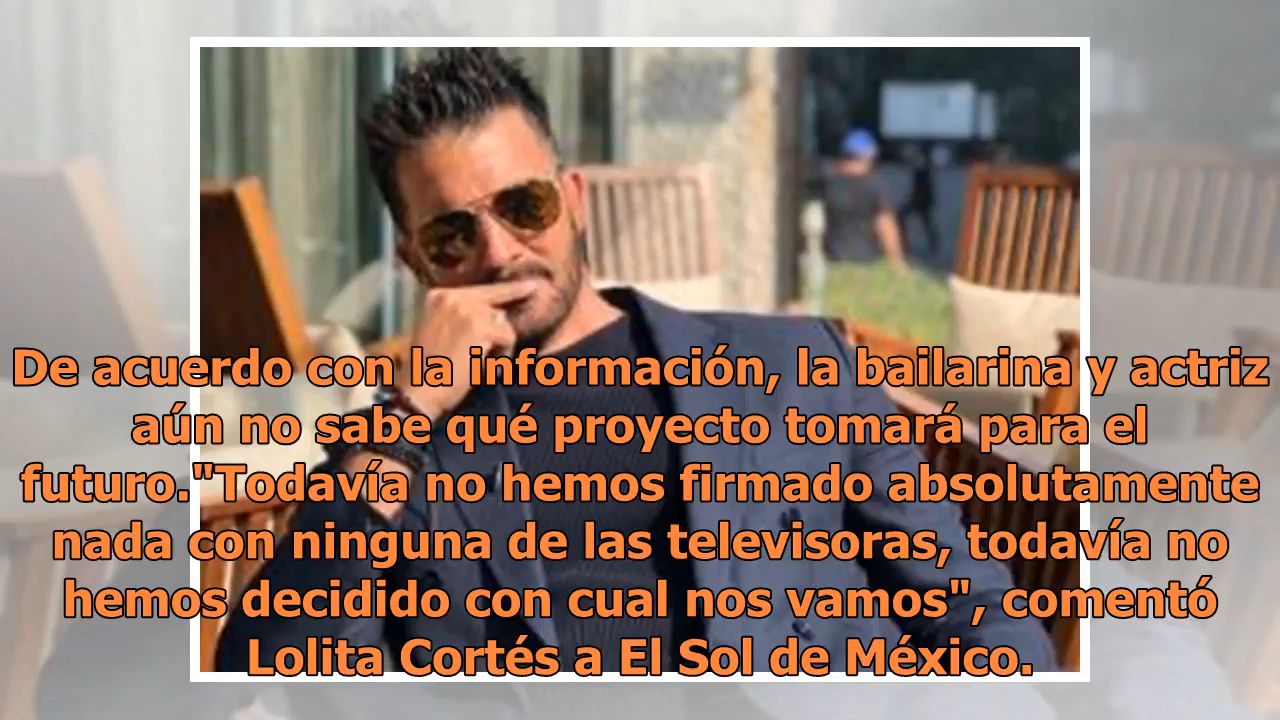 De acuerdo con la información, la bailarina y actriz
aún no sabe qué proyecto tomará para el
futuro."Todavía no hemos firmado absolutamente
nada con ninguna de las televisoras, todavía no
hemos decidido con cual nos vamos", comentó
Lolita Cortés a El Sol de México.